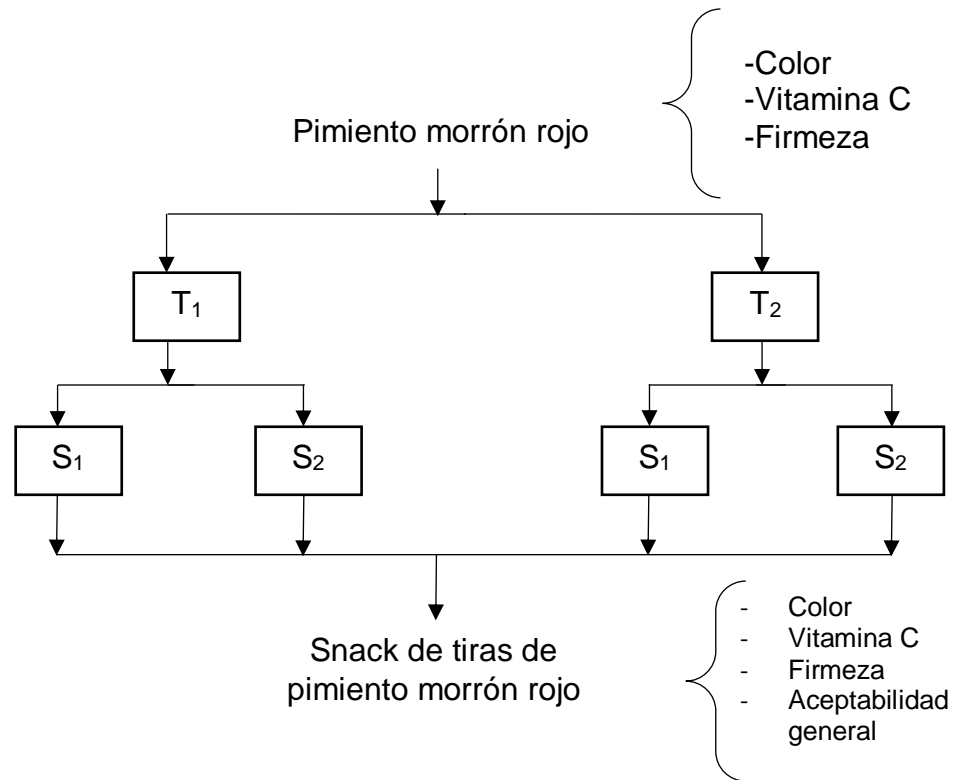 -Color
-Vitamina C
-Firmeza
Pimiento morrón rojo
T₁
T₂
S₁
S₂
S₁
S₂
Snack de tiras de
pimiento morrón rojo
- Color
- Vitamina C
- Firmeza
- Aceptabilidad
general